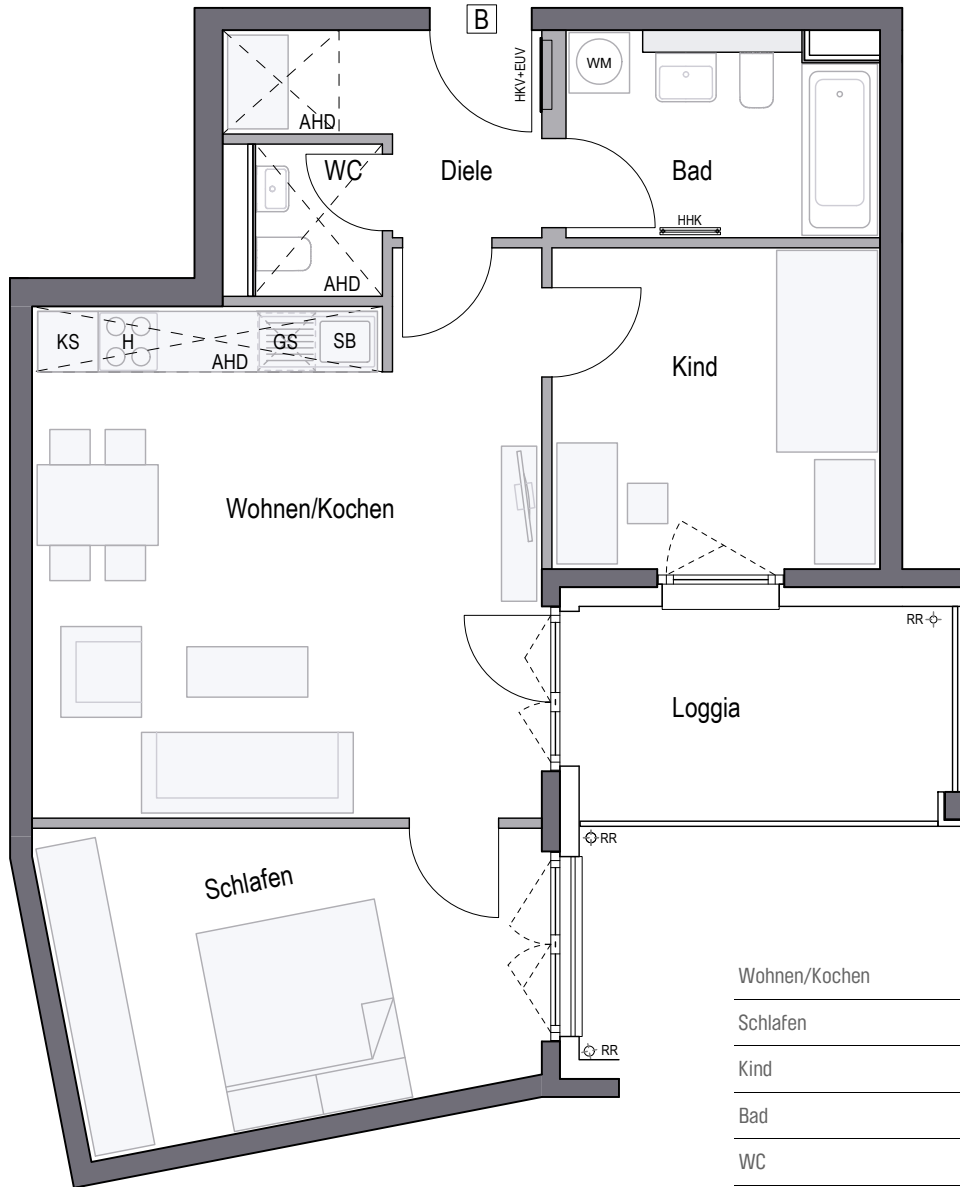 B
HKV+EUV
WM
AHD
WC
Diele
Bad
HHK
AHD
KS
H
GS
SB
AHD
Kind
Wohnen/Kochen
RR
Loggia
RR
Schlafen
RR
Wohnen/Kochen
Schlafen
Kind
Bad
WC